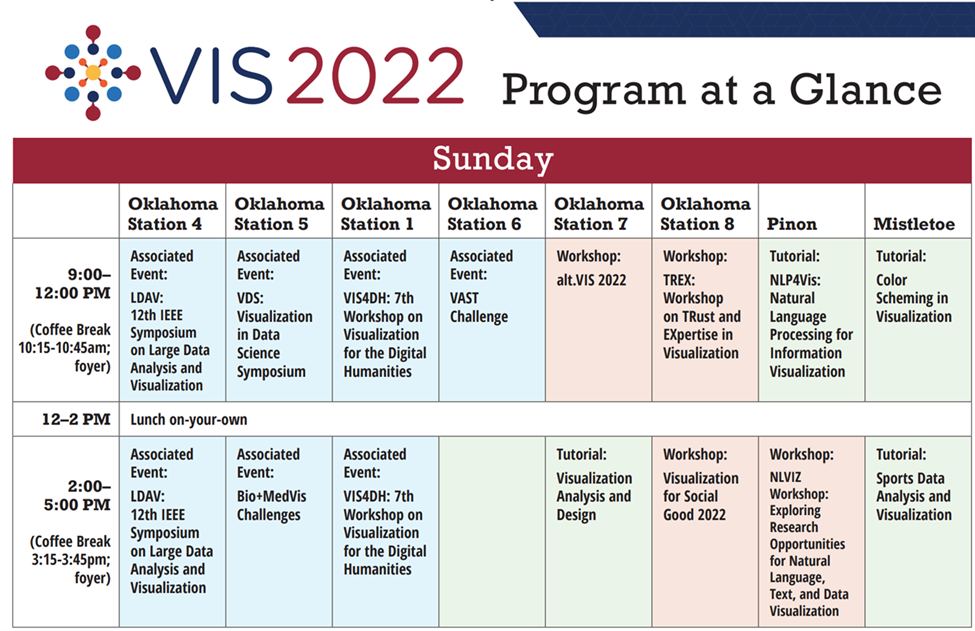 VIS2022 Program at a Glance
Sunday
Oklahoma
Station 4
Oklahoma
Station 5
Oklahoma
Station 1
Oklahoma
Station 6
Oklahoma
Station 7
Oklahoma
Station 8
Pinon
Mistletoe
9:00–
12:00 PM
(Coffee Break
10:15-10:45am;
foyer)
Associated
Event:
LDAV:
12th IEEE
Symposium
on Large Data
Analysis and
Visualization
Associated
Event:
VDS:
Visualization
in Data
Science
Symposium
Associated
Event:
VIS4DH: 7th
Workshop on
Visualization
for the Digital
Humanities
Associated
Event:
VAST
Challenge
Workshop:
alt.VIS 2022
Workshop:
TREX:
Workshop
on TRust and
EXpertise in
Visualization
Tutorial:
NLP4Vis:
Natural
Language
Processing for
Information
Visualization
Tutorial:
Color
Scheming in
Visualization
12–2 PM
Lunch on-your-own
2:00–
5:00 PM
(Coffee Break
3:15-3:45pm;
foyer)
Associated
Event:
LDAV:
12th IEEE
Symposium
on Large Data
Analysis and
Visualization
Associated
Event:
Bio+MedVis
Challenges
Associated
Event:
VIS4DH: 7th
Workshop on
Visualization
for the Digital
Humanities
Tutorial:
Visualization
Analysis and
Design
Workshop:
Visualization
for Social
Good 2022
Workshop:
NLVIZ
Workshop:
Exploring
Research
Opportunities
for Natural
Language,
Text, and Data
Visualization
Tutorial:
Sports Data
Analysis and
Visualization